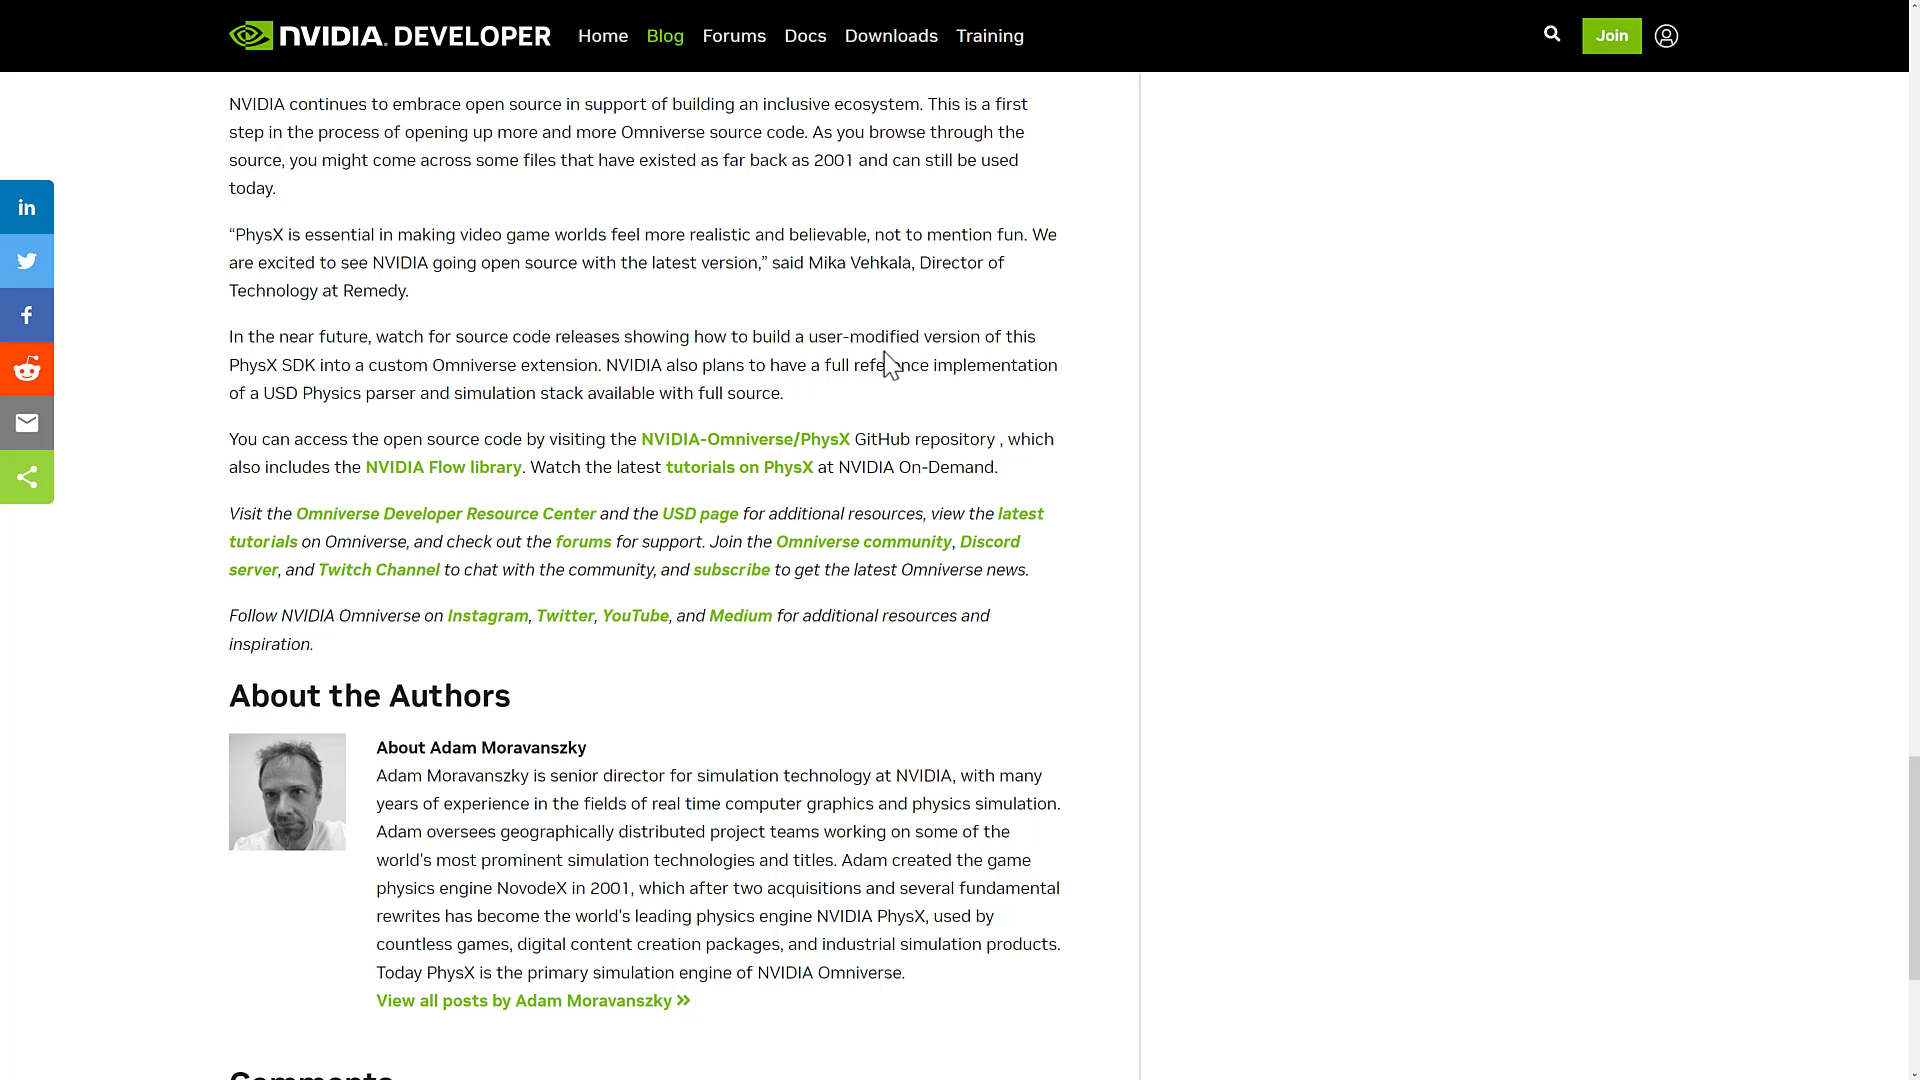 NVIDIA. DEVELOPER Home Blog Forums Docs Downloads Training Join
NVIDIA continues to embrace open source in support of building an inclusive ecosystem. This is a first
step in the process of opening up more and more Omniverse source code. As you browse through the
source, you might come across some files that have existed as far back as 2001 and can still be used
today.
“PhysX is essential in making video game worlds feel more realistic and believable, not to mention fun. We
are excited to see NVIDIA going open source with the latest version,” said Mika Vehkala, Director of
Technology at Remedy.
In the near future, watch for source code releases showing how to build a user-modified version of this
PhysX SDK into a custom Omniverse extension. NVIDIA also plans to have a full reference implementation
of a USD Physics parser and simulation stack available with full source.
You can access the open source code by visiting the NVIDIA-Omniverse/PhysX GitHub repository , which
also includes the NVIDIA Flow library. Watch the latest tutorials on PhysX at NVIDIA On-Demand.
Visit the Omniverse Developer Resource Center and the USD page for additional resources, view the latest
tutorials on Omniverse, and check out the forums for support. Join the Omniverse community, Discord
server, and Twitch Channel to chat with the community, and subscribe to get the latest Omniverse news.
Follow NVIDIA Omniverse on Instagram, Twitter, YouTube, and Medium for additional resources and
inspiration.
About the Authors
About Adam Moravanszky
Adam Moravanszky is senior director for simulation technology at NVIDIA, with many
years of experience in the fields of real time computer graphics and physics simulation.
Adam oversees geographically distributed project teams working on some of the
world's most prominent simulation technologies and titles. Adam created the game
physics engine NovodeX in 2001, which after two acquisitions and several fundamental
rewrites has become the world's leading physics engine NVIDIA PhysX, used by
countless games, digital content creation packages, and industrial simulation products.
Today PhysX is the primary simulation engine of NVIDIA Omniverse.
View all posts by Adam Moravanszky »
Comments